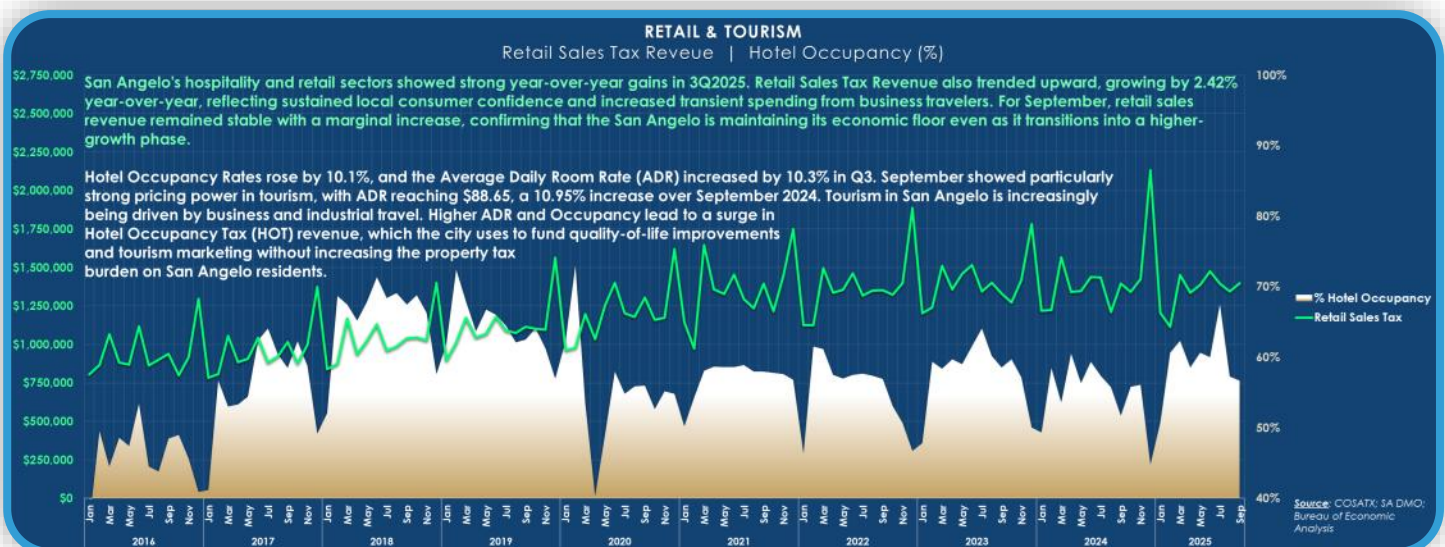 RETAIL & TOURISM
Retail Sales Tax Reveue | Hotel Occupancy (%)
San Angelo's hospitality and retail sectors showed strong year-over-year gains in 3Q2025. Retail Sales Tax Revenue also trended upward, growing by 2.42%
year-over-year, reflecting sustained local consumer confidence and increased transient spending from business travelers. For September, retail sales
revenue remained stable with a marginal increase, confirming that the San Angelo is maintaining its economic floor even as it transitions into a higher-
growth phase.
Hotel Occupancy Rates rose by 10.1%, and the Average Daily Room Rate (ADR) increased by 10.3% in Q3. September showed particularly
strong pricing power in tourism, with ADR reaching $88.65, a 10.95% increase over September 2024. Tourism in San Angelo is increasingly
being driven by business and industrial travel. Higher ADR and Occupancy lead to a surge in
Hotel Occupancy Tax (HOT) revenue, which the city uses to fund quality-of-life improvements
and tourism marketing without increasing the property tax
burden on San Angelo residents.
$2,750,000
$2,500,000
$2,250,000
$2,000,000
$1,750,000
$1,500,000
$1,250,000
$1,000,000
$750,000
$500,000
$250,000
$0
100%
90%
80%
70%
60%
50%
40%
% Hotel Occupancy
Retail Sales Tax
Jan Mar May Jul Sep Nov Jan Mar May Jul Sep Nov Jan Mar May Jul Sep Nov Jan Mar May Jul Sep Nov Jan Mar May Jul Sep Nov Jan Mar May Jul Sep Nov Jan Mar May Jul Sep Nov Jan Mar May Jul Sep Nov Jan Mar May Jul Sep Nov Jan Mar May Jul Sep
2016 2017 2018 2019 2020 2021 2022 2023 2024 2025
Source: COSATX; SA DMO;
Bureau of Economic
Analysis